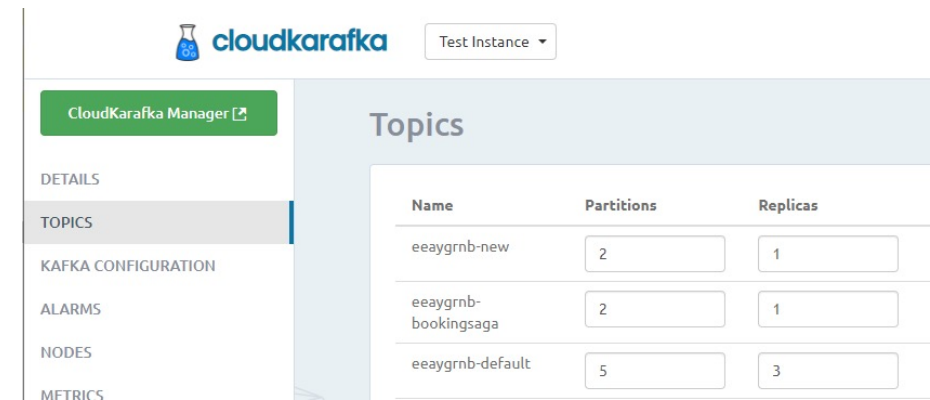 cloudkarafka
Test Instance
CloudKarafka Manager
Topics
DETAILS
TOPICS
KAFKA CONFIGURATION
ALARMS
NODES
METRICS
Name Partitions Replicas
eeaygrnb-new 2 1
eeaygrnb-
bookingsaga 2 1
eeaygrnb-default 5 3